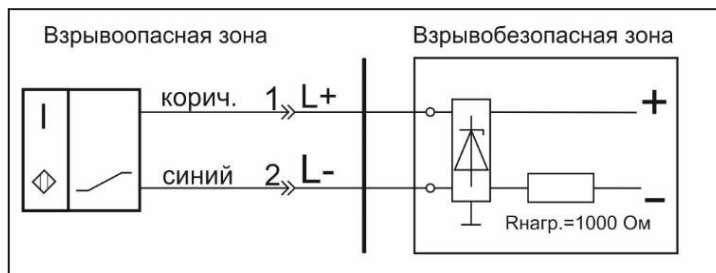 Взрывоопасная зона
Взрывобезопасная зона
I
корич. 1 L+
+
синий 2 L-
−
Rнагр.=1000 Ом